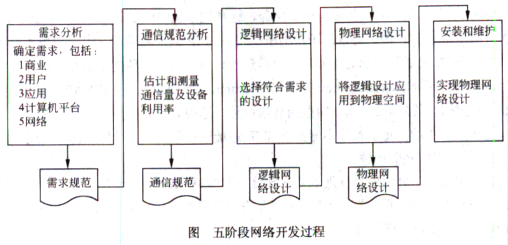 需求分析
确定需求，包括：
1商业
2用户
3应用
4计算机平台
5网络
需求规范
通信规范分析
估计和测量
通信量及设备
利用率
通信规范
逻辑网络设计
选择符合需求
的设计
逻辑网
络设计
物理网络设计
将逻辑设计应
用到物理空间
物理网
络设计
安装和维护
实现物理网
络设计
图 五阶段网络开发过程